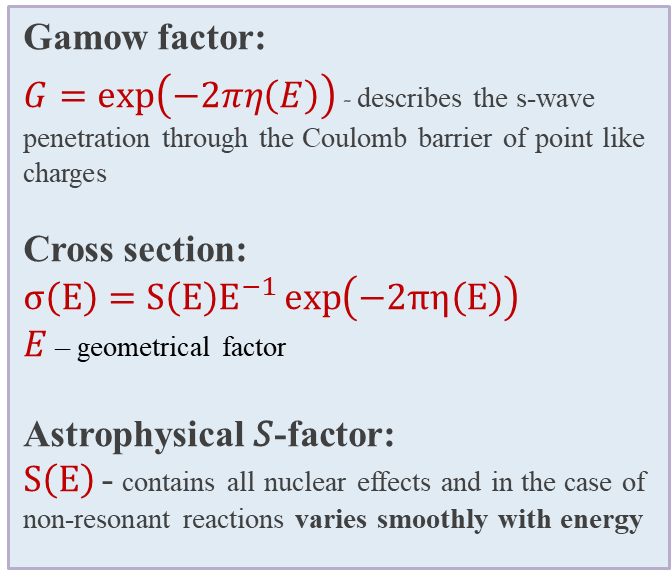 Gamow factor:
G = exp(−2πη(E)) - describes the s-wave
penetration through the Coulomb barrier of point like
charges
Cross section:
σ(E) = S(E)E⁻¹ exp(−2πη(E))
E – geometrical factor
Astrophysical S-factor:
S(E) - contains all nuclear effects and in the case of
non-resonant reactions varies smoothly with energy